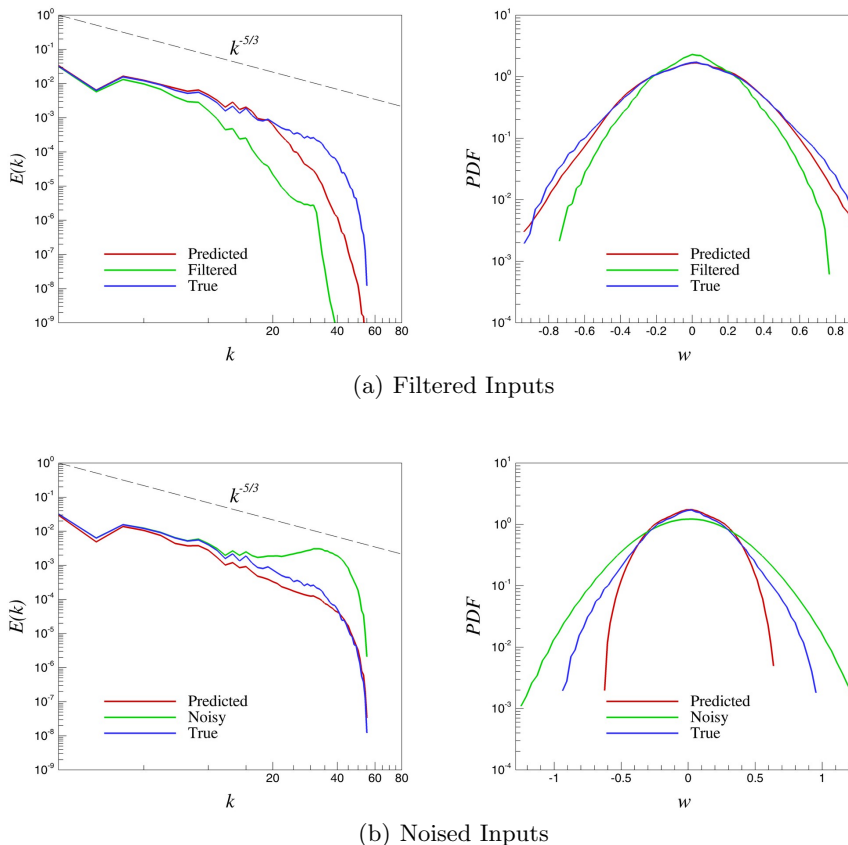 10^0
10^-1
10^-2
10^-3
10^-4
10^-5
10^-6
10^-7
10^-8
10^-9
E(k)
k^-5/3
Predicted
Filtered
True
20 40 60 80
k
10^1
10^0
10^-1
10^-2
10^-3
10^-4
PDF
Predicted
Filtered
True
-0.8 -0.6 -0.4 -0.2 0 0.2 0.4 0.6 0.8
w
(a) Filtered Inputs
10^0
10^-1
10^-2
10^-3
10^-4
10^-5
10^-6
10^-7
10^-8
10^-9
E(k)
k^-5/3
Predicted
Noisy
True
20 40 60 80
k
10^1
10^0
10^-1
10^-2
10^-3
10^-4
PDF
Predicted
Noisy
True
-1 -0.5 0 0.5 1
w
(b) Noised Inputs